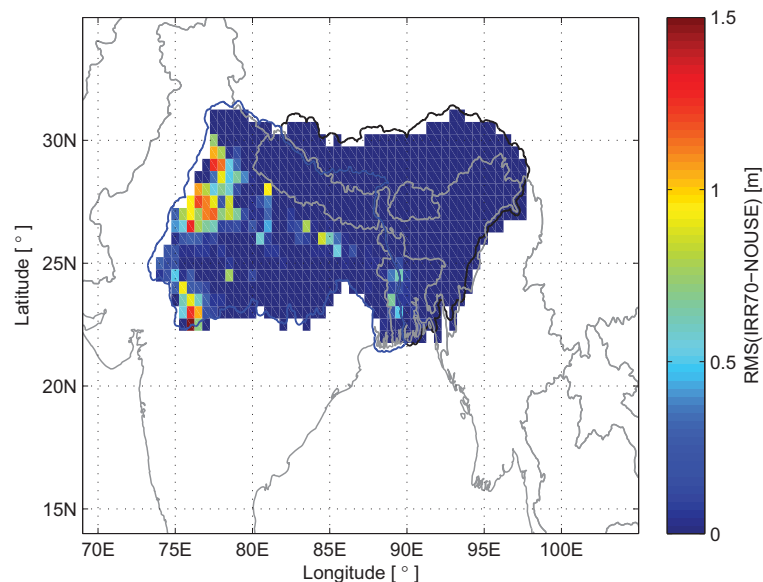 30N
25N
20N
15N
Latitude [ ° ]
70E 75E 80E 85E 90E 95E 100E
Longitude [ ° ]
1.5
1
0.5
0
RMS(IRR70−NOUSE) [m]